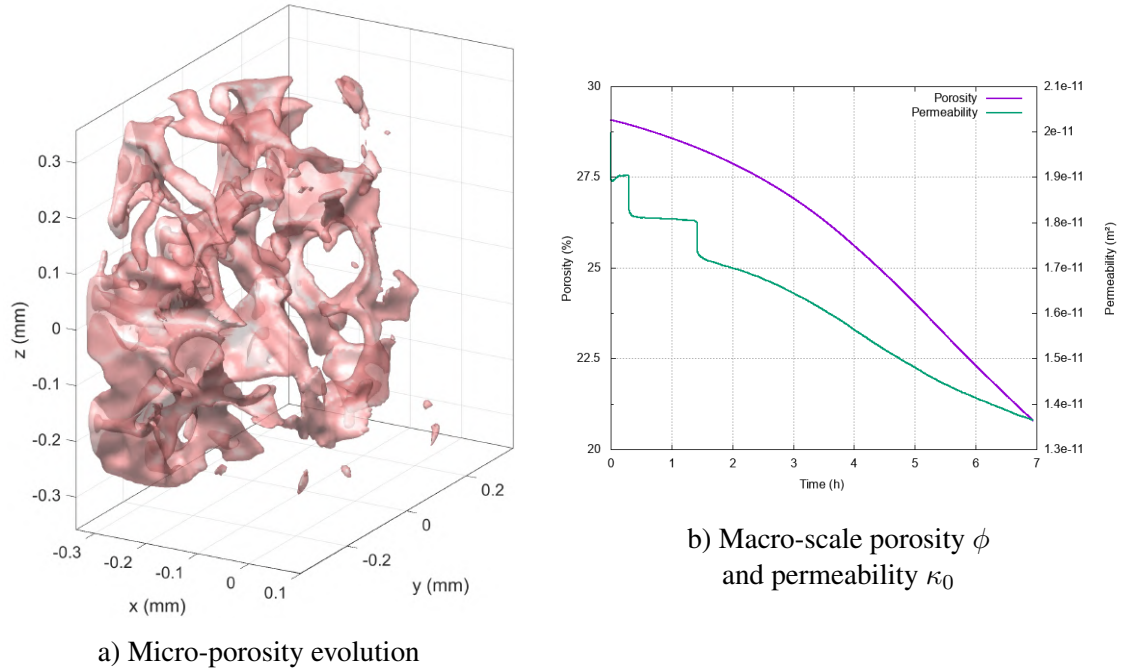 0.3
0.2
0.1
0
-0.1
-0.2
-0.3
z (mm)
-0.3
-0.2
-0.1
0
0.1
x (mm)
-0.2
0
0.2
y (mm)
a) Micro-porosity evolution
30
27.5
25
22.5
20
Porosity (%)
Porosity
Permeability
2.1e-11
2e-11
1.9e-11
1.8e-11
1.7e-11
1.6e-11
1.5e-11
1.4e-11
1.3e-11
Permeability (m²)
0 1 2 3 4 5 6 7
Time (h)
b) Macro-scale porosity ϕ
and permeability κ₀